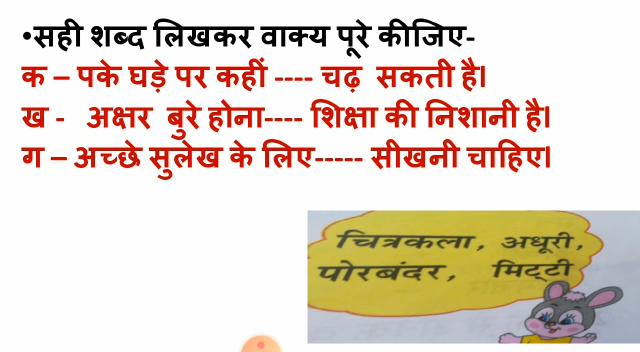 •सही शब्द लिखकर वाक्य पूरे कीजिए-
क – पके घड़े पर कहीं ---- चढ़ सकती है।
ख - अक्षर बुरे होना---- शिक्षा की निशानी है।
ग – अच्छे सुलेख के लिए----- सीखनी चाहिए।
चित्रकला, अधूरी,
पोरबंदर, मिट्टी